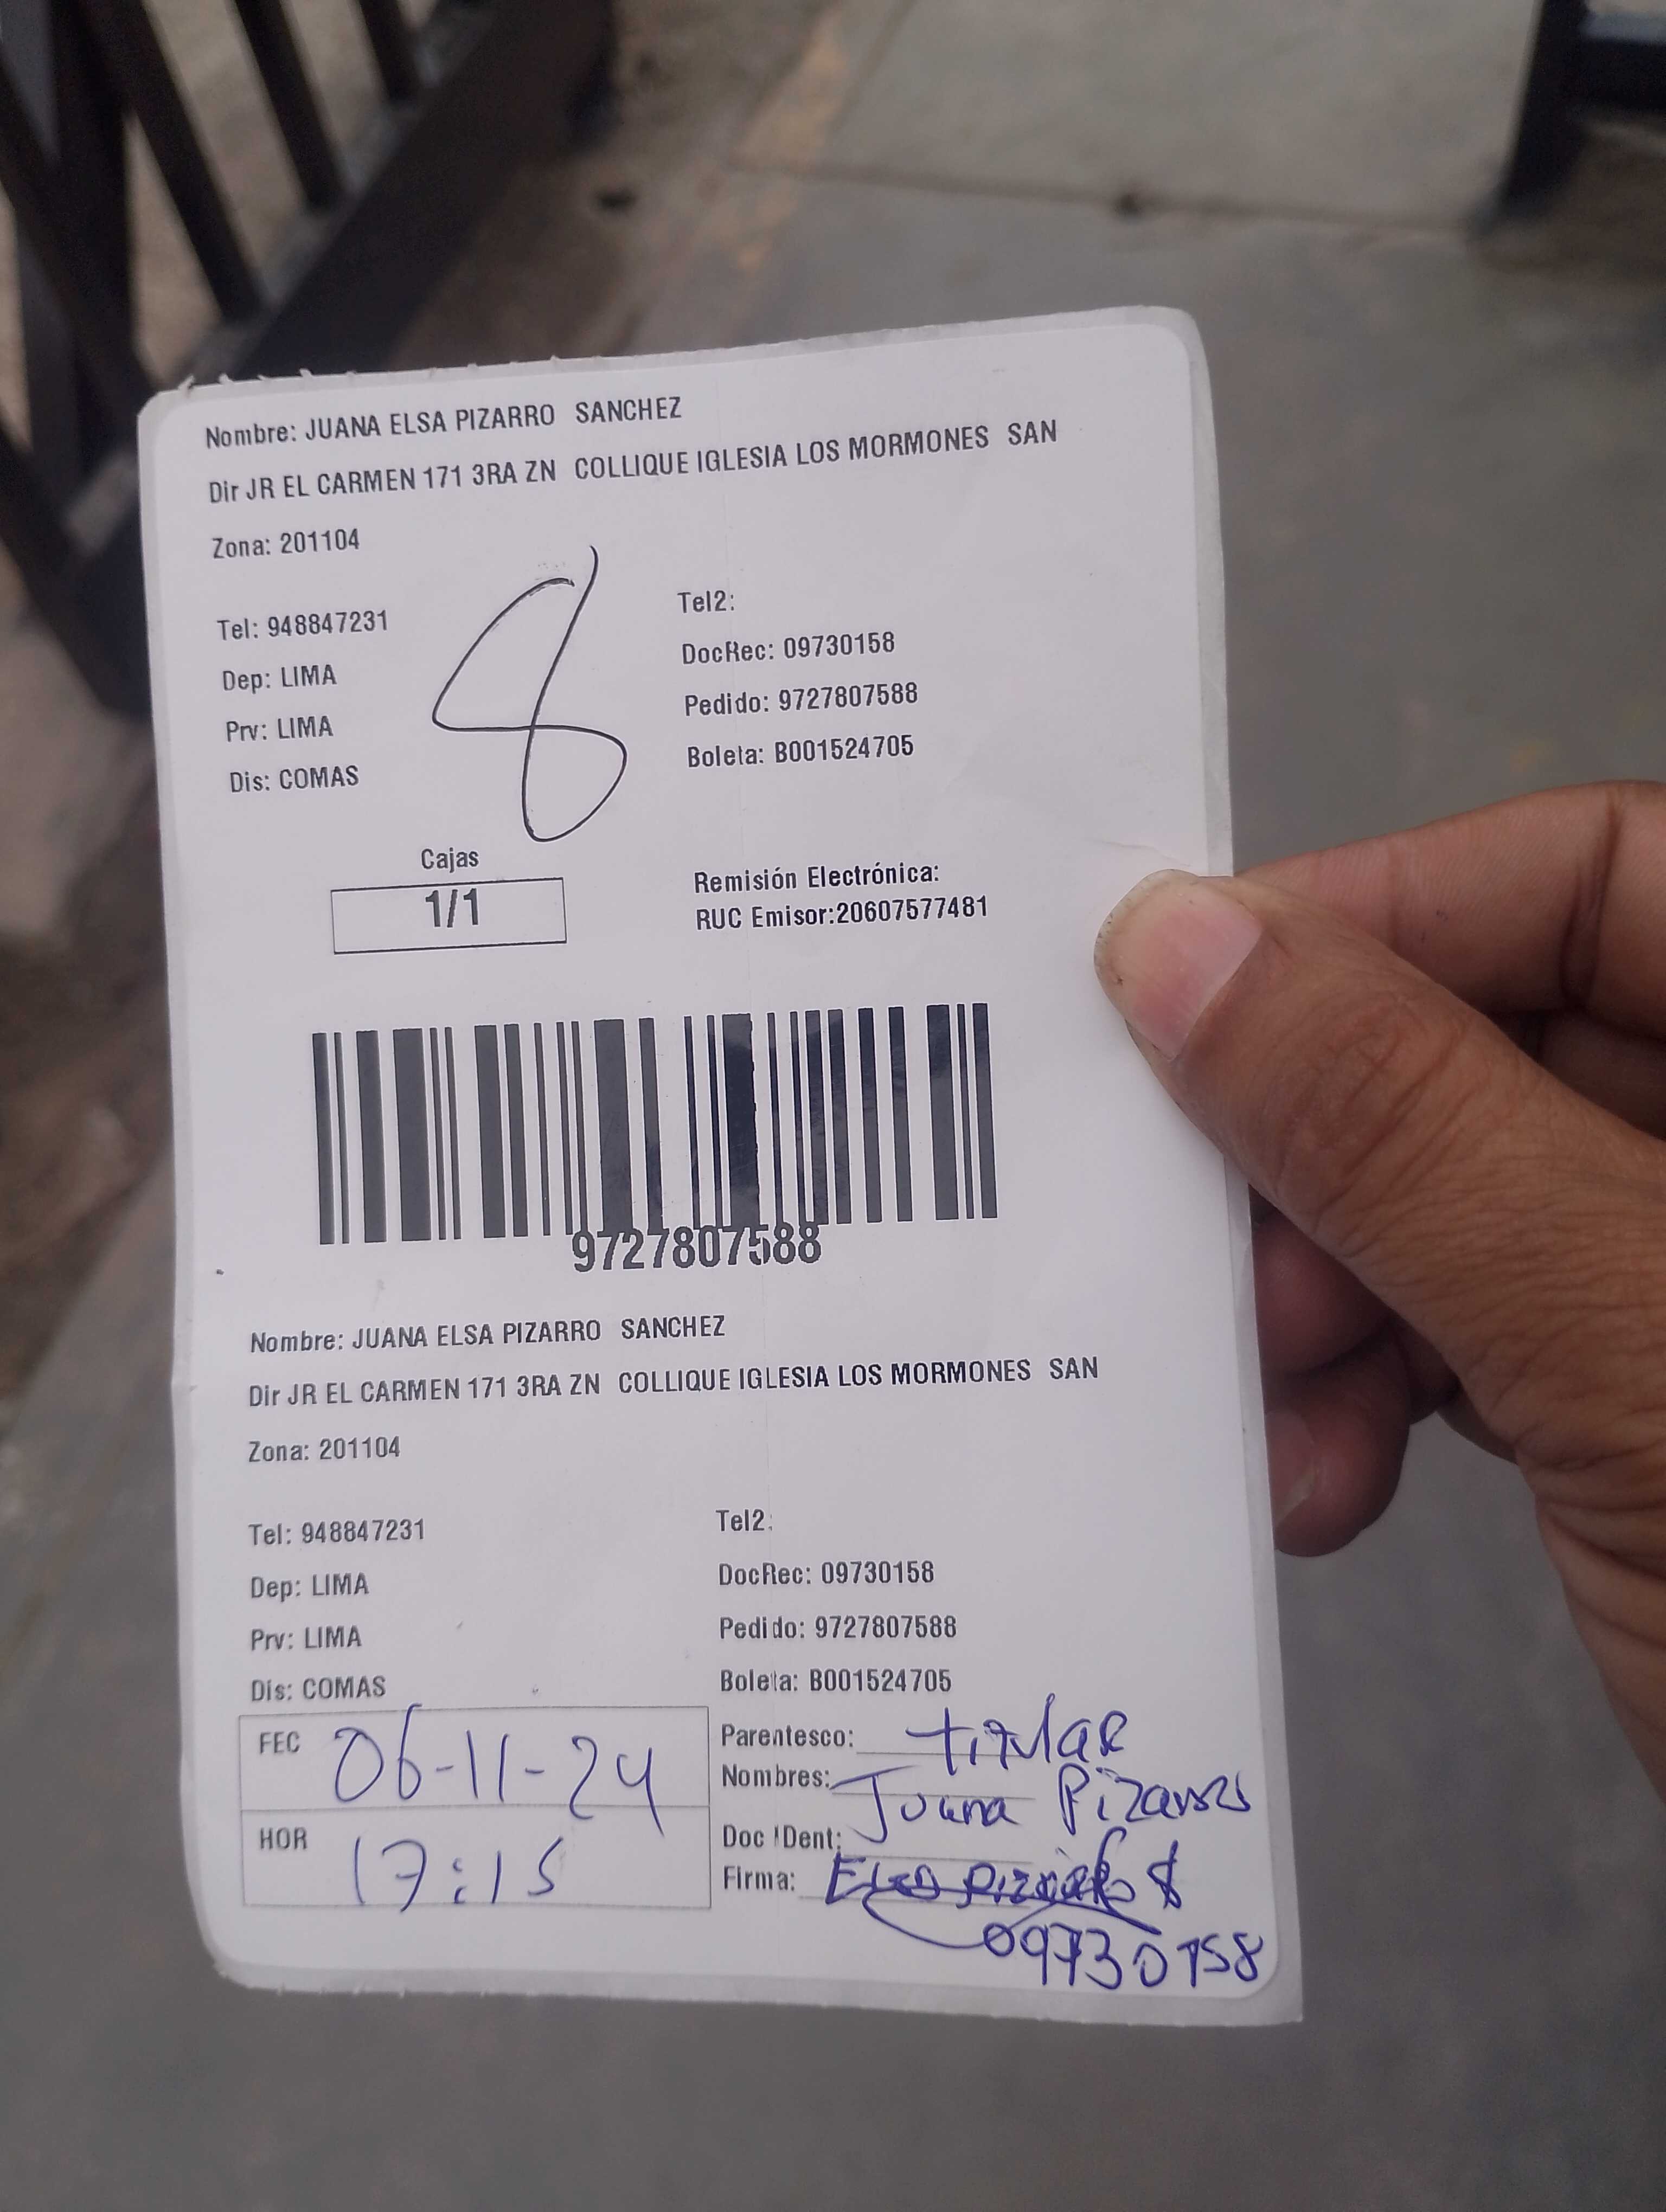 Nombre: JUANA ELSA PIZARRO SANCHEZ
Dir JR EL CARMEN 171 3RA ZN COLLIQUE IGLESIA LOS MORMONES SAN
Zona: 201104
8
Tel: 948847231
Tel2:
Dep: LIMA
DocRec: 09730158
Prv: LIMA
Pedido: 9727807588
Dis: COMAS
Boleta: B001524705
Cajas
1/1
Remisión Electrónica:
RUC Emisor:20607577481
9727807588
Nombre: JUANA ELSA PIZARRO SANCHEZ
Dir JR EL CARMEN 171 3RA ZN COLLIQUE IGLESIA LOS MORMONES SAN
Zona: 201104
Tel: 948847231
Tel2:
Dep: LIMA
DocRec: 09730158
Prv: LIMA
Pedido: 9727807588
Dis: COMAS
Boleta: B001524705
FEC 06-11-24
HOR 17:15
Parentesco: titular
Nombres: Juana Pizarro
Doc IDent:
Firma: Elsa Pizarro S
09730158